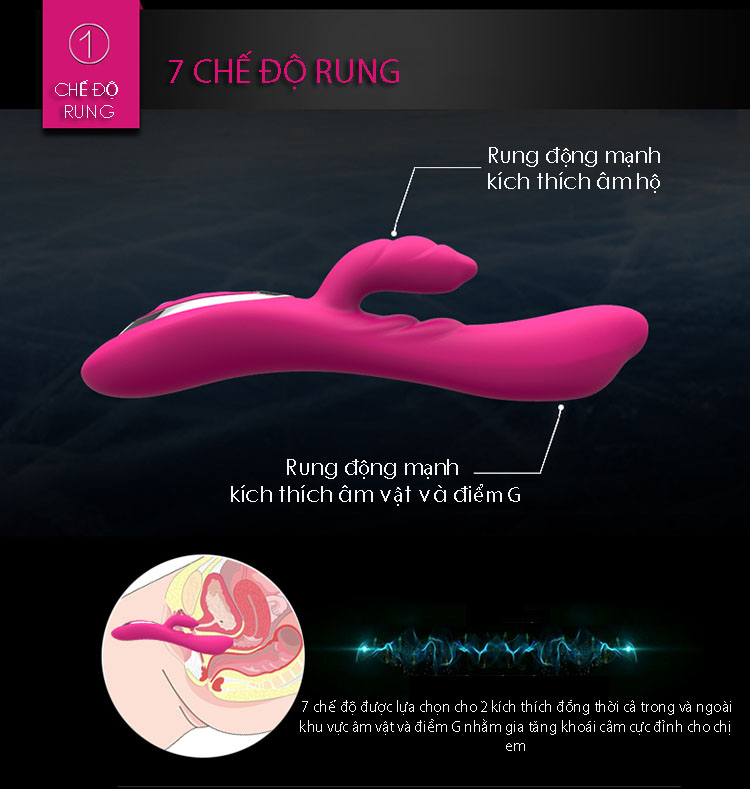 1
CHẾ ĐỘ
RUNG
7 CHẾ ĐỘ RUNG
Rung động mạnh
kích thích âm hộ
Rung động mạnh
kích thích âm vật và điểm G
7 chế độ được lựa chọn cho 2 kích thích đồng thời cả trong và ngoài
khu vực âm vật và điểm G nhằm gia tăng khoái cảm cực đỉnh cho chị
em